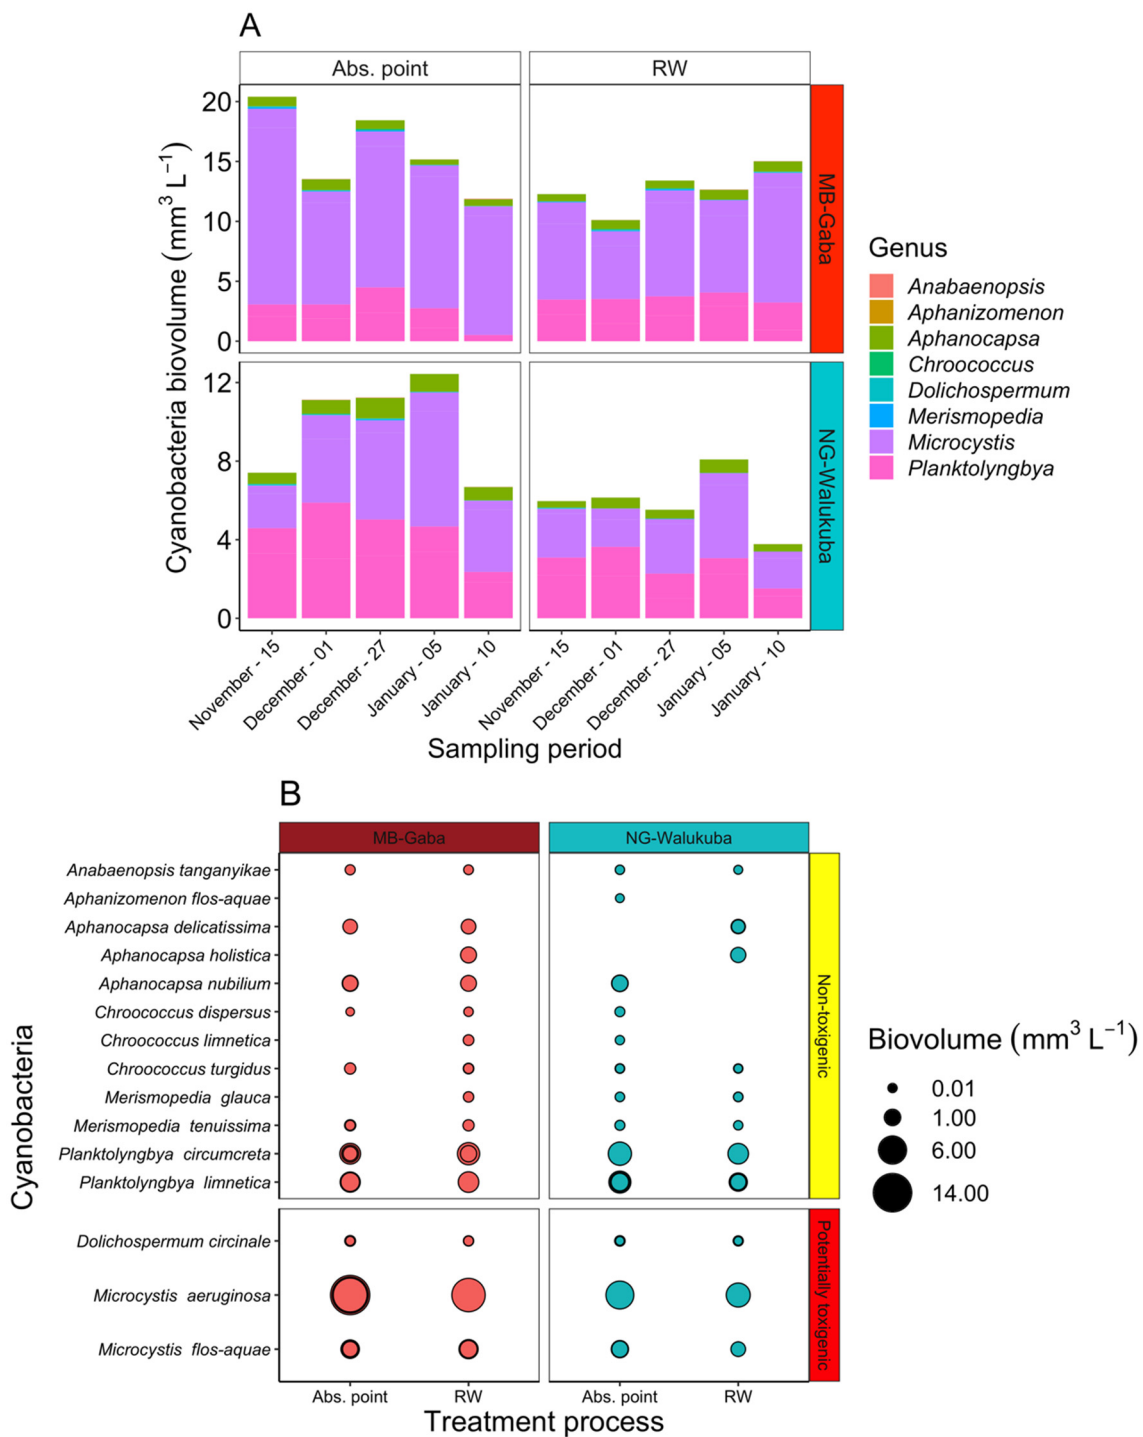 A
Abs. point
RW
Cyanobacteria biovolume (mm³ L⁻¹)
20
15
10
5
0
MB-Gaba
12
8
4
0
NG-Walukuba
November - 15
December - 01
December - 27
January - 05
January - 10
November - 15
December - 01
December - 27
January - 05
January - 10
Sampling period
Genus
Anabaenopsis
Aphanizomenon
Aphanocapsa
Chroococcus
Dolichospermum
Merismopedia
Microcystis
Planktolyngbya
B
MB-Gaba
NG-Walukuba
Cyanobacteria
Anabaenopsis tanganyikae
Aphanizomenon flos-aquae
Aphanocapsa delicatissima
Aphanocapsa holistica
Aphanocapsa nubilium
Chroococcus dispersus
Chroococcus limnetica
Chroococcus turgidus
Merismopedia glauca
Merismopedia tenuissima
Planktolyngbya circumcreta
Planktolyngbya limnetica
Non-toxigenic
Dolichospermum circinale
Microcystis aeruginosa
Microcystis flos-aquae
Potentially toxigenic
Abs. point
RW
Abs. point
RW
Treatment process
Biovolume (mm³ L⁻¹)
0.01
1.00
6.00
14.00